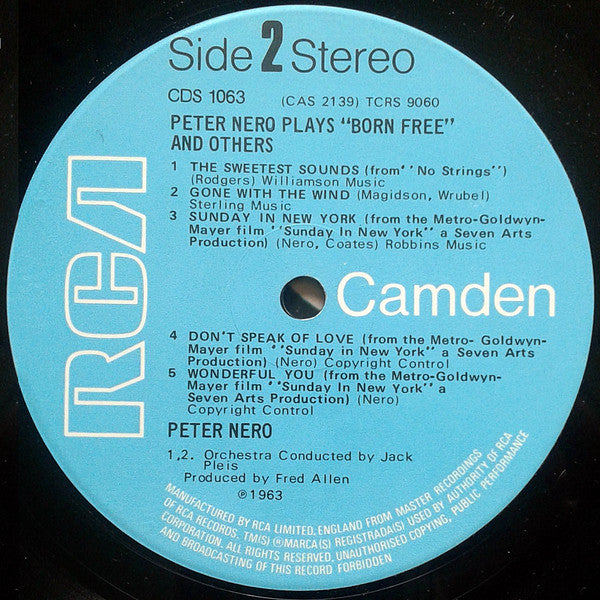 Side 2 Stereo
CDS 1063 (CAS 2139) TCRS 9060
PETER NERO PLAYS "BORN FREE"
AND OTHERS
1 THE SWEETEST SOUNDS (from' ' No Strings'')
(Rodgers) Williamson Music
2 GONE WITH THE WIND (Magidson, Wrubel)
Sterling Music
3 SUNDAY IN NEW YORK (from the Metro-Goldwyn-
Mayer film ' 'Sunday In New York'' a Seven Arts
Production) (Nero, Coates) Robbins Music
RCA
Camden
4 DON'T SPEAK OF LOVE (from the Metro- Goldwyn-
Mayer film ' 'Sunday in New York'' a Seven Arts
Production) (Nero) Copyright Control
5 WONDERFUL YOU (from the Metro-Goldwyn-
Mayer film ' 'Sunday In New York'' a
Seven Arts Production) (Nero)
Copyright Control
PETER NERO
1,2. Orchestra Conducted by Jack
Pleis
Produced by Fred Allen
℗1963
MANUFACTURED BY RCA LIMITED, ENGLAND FROM MASTER RECORDINGS
OF RCA RECORDS. TM(S) ® MARCA(S) REGISTRADA(S) USED BY AUTHORITY OF RCA
CORPORATION. ALL RIGHTS RESERVED. UNAUTHORISED COPYING, PUBLIC PERFORMANCE
AND BROADCASTING OF THIS RECORD FORBIDDEN